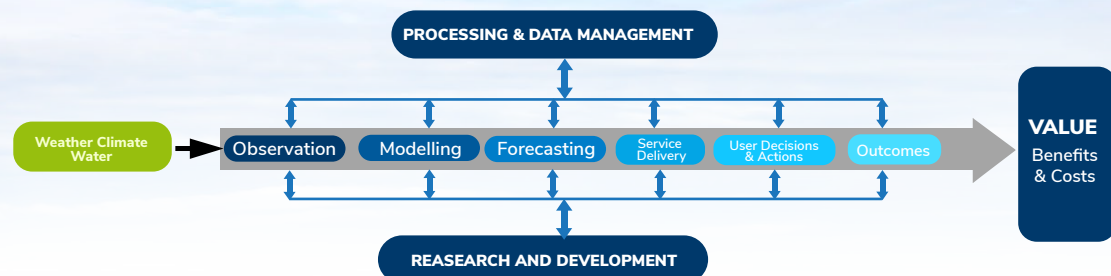 PROCESSING & DATA MANAGEMENT
Weather Climate
Water
Observation
Modelling
Forecasting
Service
Delivery
User Decisions
& Actions
Outcomes
VALUE
Benefits
& Costs
REASEARCH AND DEVELOPMENT